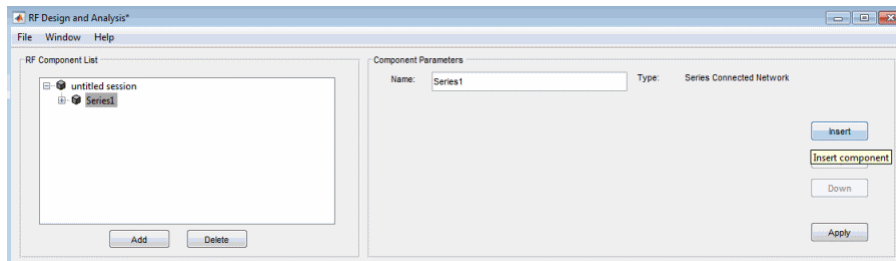 RF Design and Analysis*
File Window Help
RF Component List
untitled session
Series1
Add Delete
Component Parameters
Name: Series1 Type: Series Connected Network
Insert
Insert component
Down
Apply